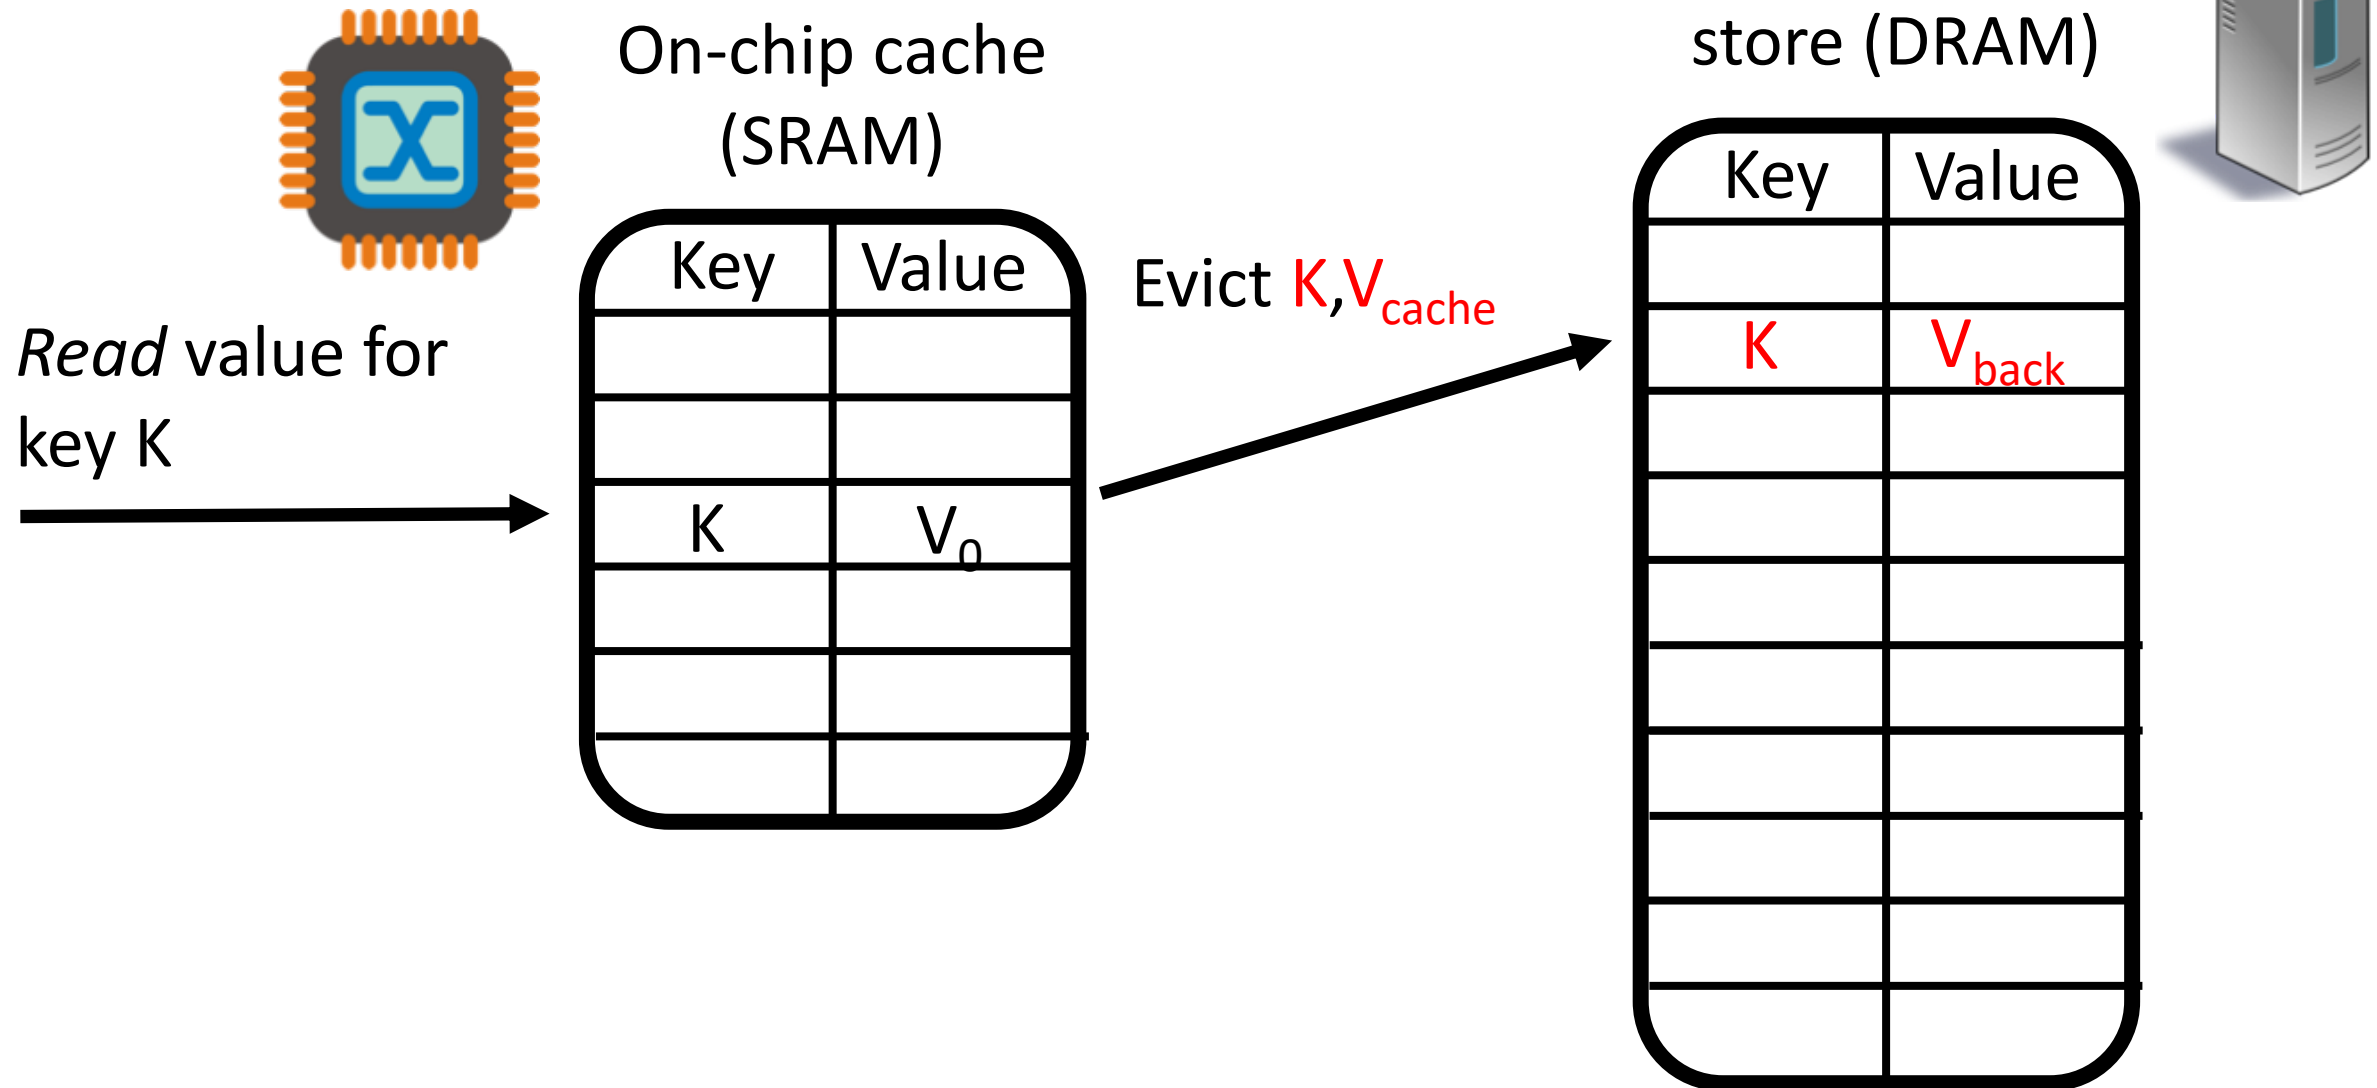 On-chip cache
(SRAM)
store (DRAM)
Read value for
key K
Key Value
K V0
Evict K,Vcache
Key Value
K Vback